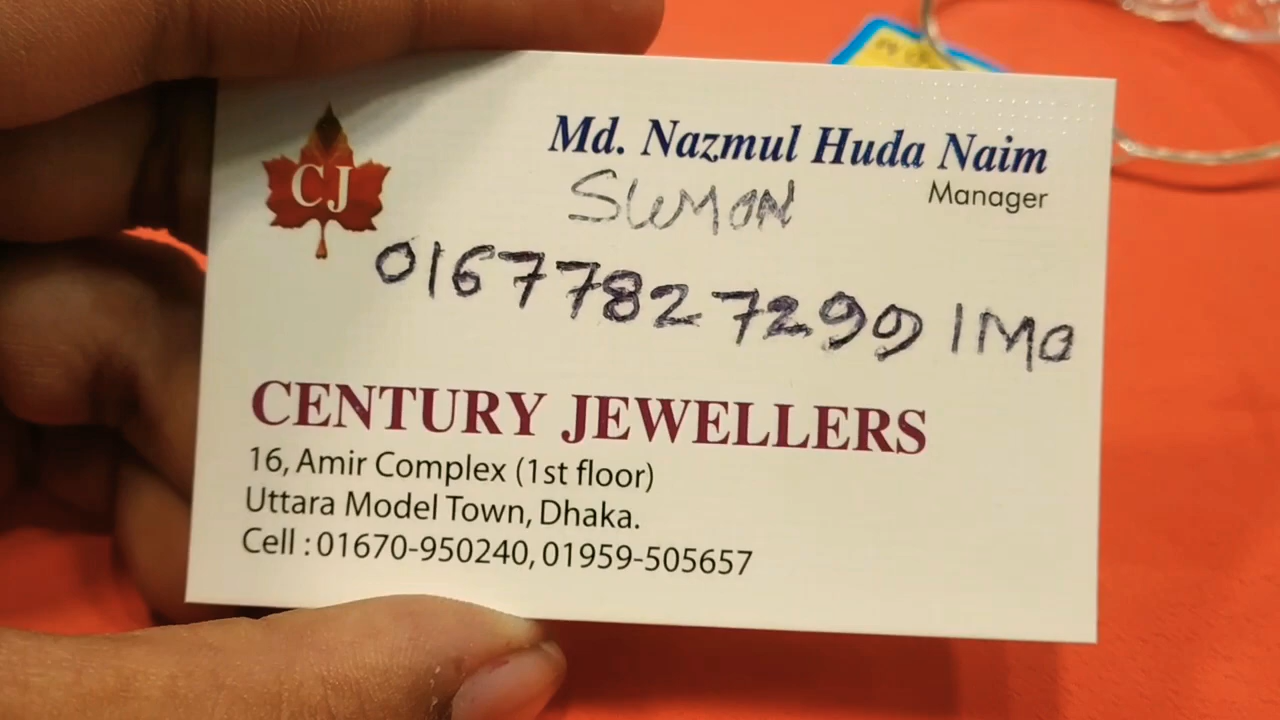 CJ
Md. Nazmul Huda Naim
Manager
SUMON
01677827299 IMO
CENTURY JEWELLERS
16, Amir Complex (1st floor)
Uttara Model Town, Dhaka.
Cell : 01670-950240, 01959-505657